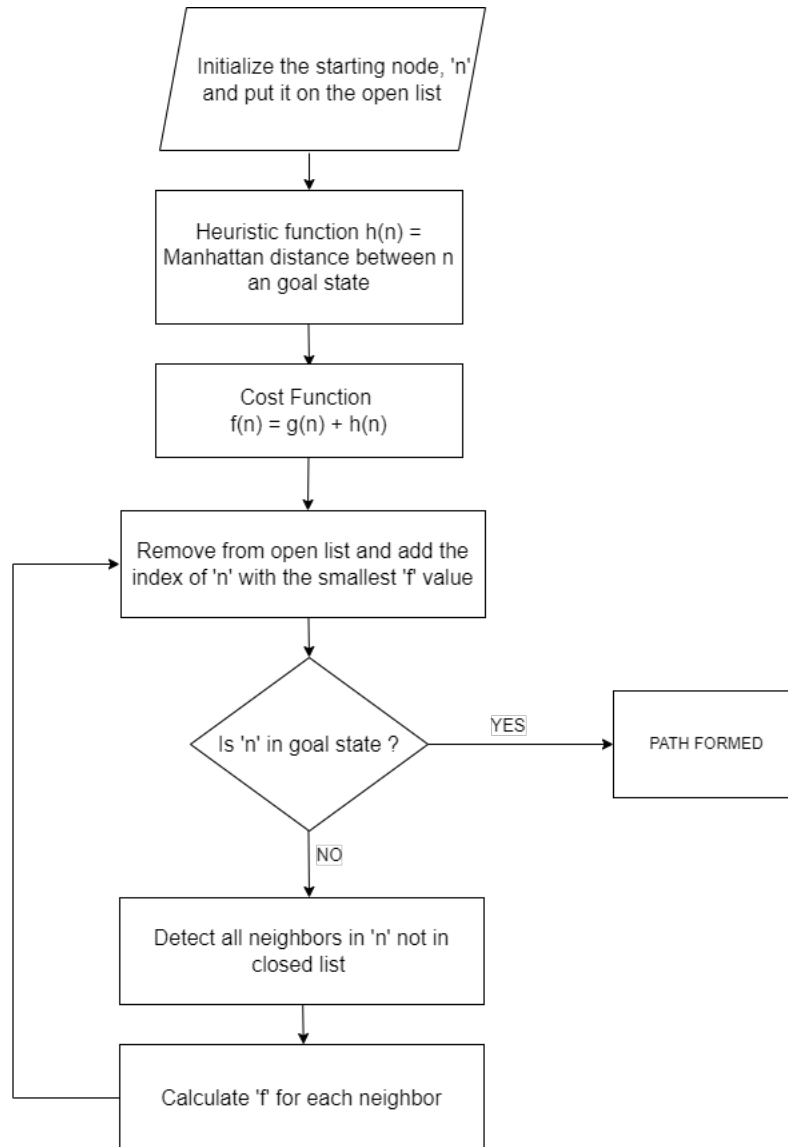 Initialize the starting node, 'n'
and put it on the open list
Heuristic function h(n) =
Manhattan distance between n
an goal state
Cost Function
f(n) = g(n) + h(n)
Remove from open list and add the
index of 'n' with the smallest 'f' value
Is 'n' in goal state ?
YES
PATH FORMED
NO
Detect all neighbors in 'n' not in
closed list
Calculate 'f' for each neighbor